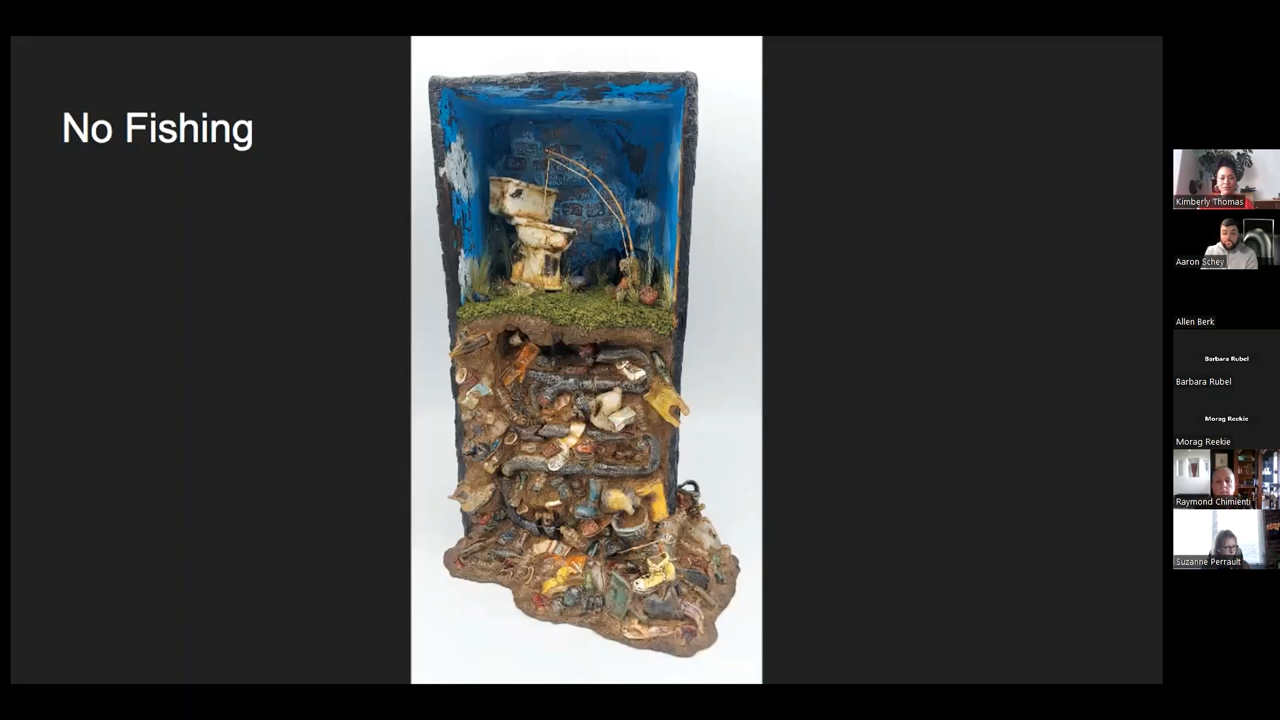 No Fishing
Kimberly Thomas
Aaron Schey
Allen Berk
Barbara Rubel
Barbara Rubel
Morag Reekie
Morag Reekie
Raymond Chimienti
Suzanne Perrault